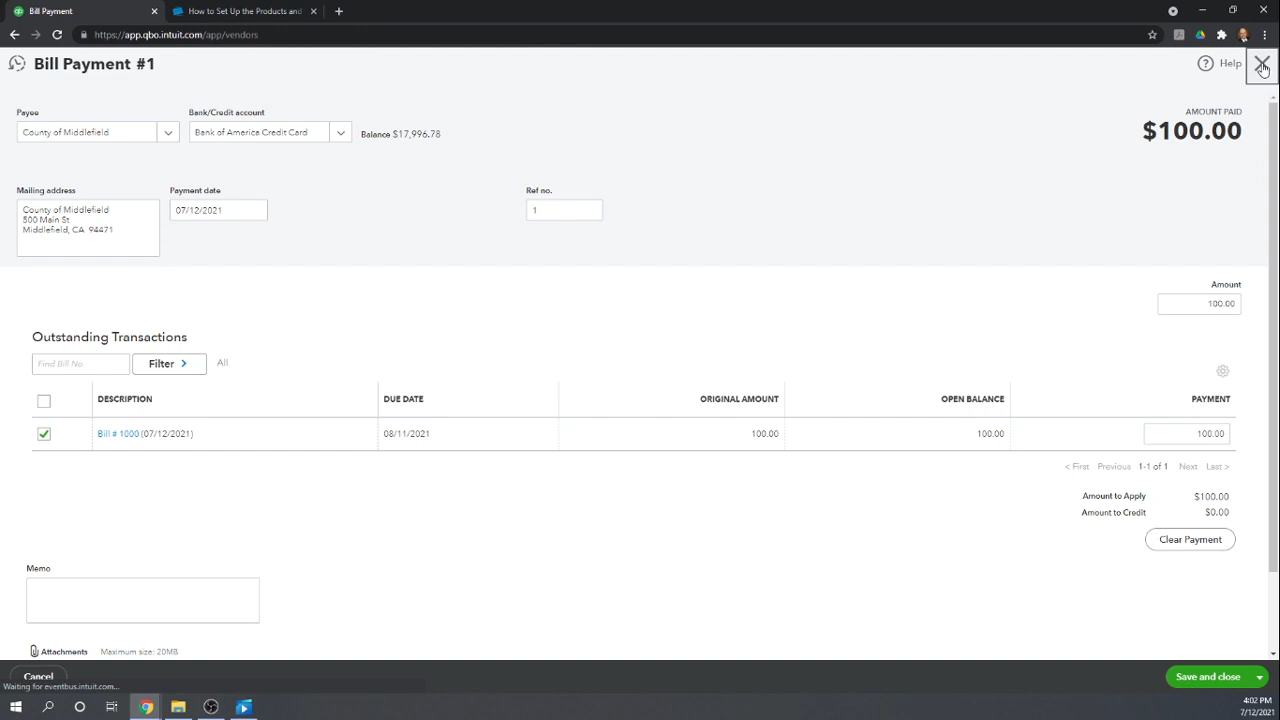 Bill Payment
How to Set Up the Products and
https://app.qbo.intuit.com/app/vendors
Bill Payment #1
Help
Payee
Bank/Credit account
AMOUNT PAID
County of Middlefield
Bank of America Credit Card
Balance $17,996.78
$100.00
Mailing address
Payment date
Ref no.
County of Middlefield
500 Main St
Middlefield, CA 94471
07/12/2021
1
Amount
100.00
Outstanding Transactions
Find Bill No.
Filter >
All
DESCRIPTION
DUE DATE
ORIGINAL AMOUNT
OPEN BALANCE
PAYMENT
Bill # 1000 (07/12/2021)
08/11/2021
100.00
100.00
100.00
< First Previous 1-1 of 1 Next Last >
Amount to Apply $100.00
Amount to Credit $0.00
Clear Payment
Memo
Attachments Maximum size: 20MB
Cancel
Save and close
Waiting for eventbus.intuit.com...
4:02 PM
7/12/2021